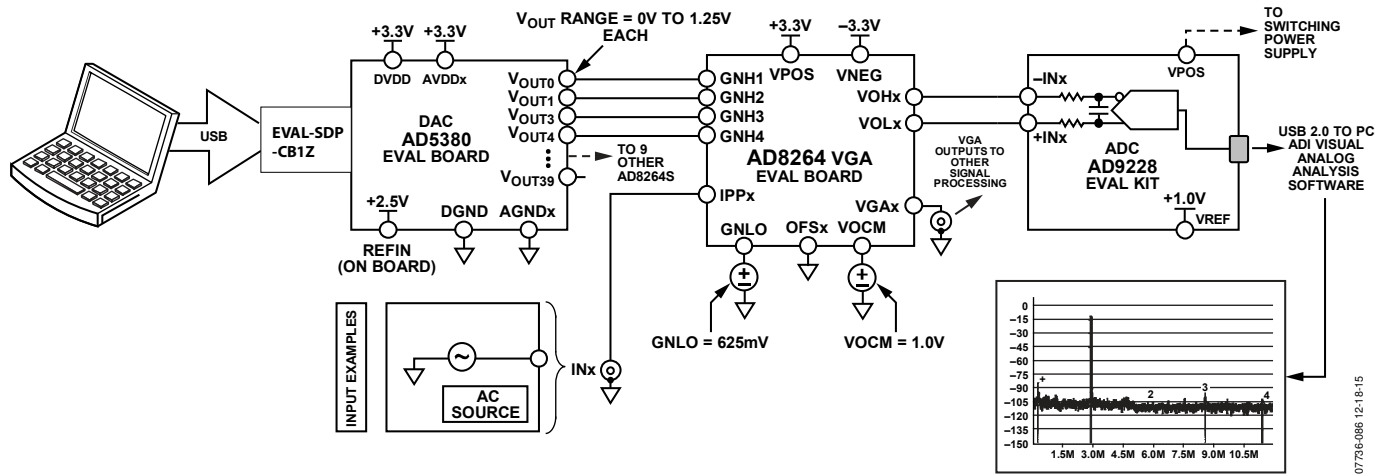 V_OUT RANGE = 0V TO 1.25V
EACH
+3.3V
+3.3V
DVDD
AVDDx
V_OUT0
V_OUT1
V_OUT3
V_OUT4
V_OUT39
USB
EVAL-SDP
-CB1Z
DAC
AD5380
EVAL BOARD
TO 9
OTHER
AD8264S
+2.5V
REFIN
(ON BOARD)
DGND
AGNDx
+3.3V
−3.3V
VPOS
VNEG
GNH1
GNH2
GNH3
GNH4
IPPx
VOHx
VOLx
AD8264 VGA
EVAL BOARD
VGAx
GNLO
OFSx
VOCM
GNLO = 625mV
VOCM = 1.0V
VGA
OUTPUTS TO
OTHER
SIGNAL
PROCESSING
TO
SWITCHING
POWER
SUPPLY
VPOS
−INx
+INx
ADC
AD9228
EVAL KIT
+1.0V
VREF
USB 2.0 TO PC
ADI VISUAL
ANALOG
ANALYSIS
SOFTWARE
INPUT EXAMPLES
AC
SOURCE
INx
0
−15
−30
−45
−60
−75
−90
−105
−120
−135
−150
+
2
3
4
1.5M 3.0M 4.5M 6.0M 7.5M 9.0M 10.5M
07736-086 12-18-15